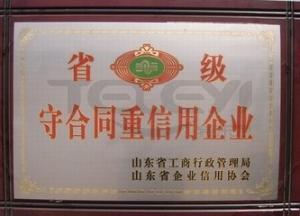 省级
守合同重信用企业
山东省工商行政管理局
山东省企业信用协会